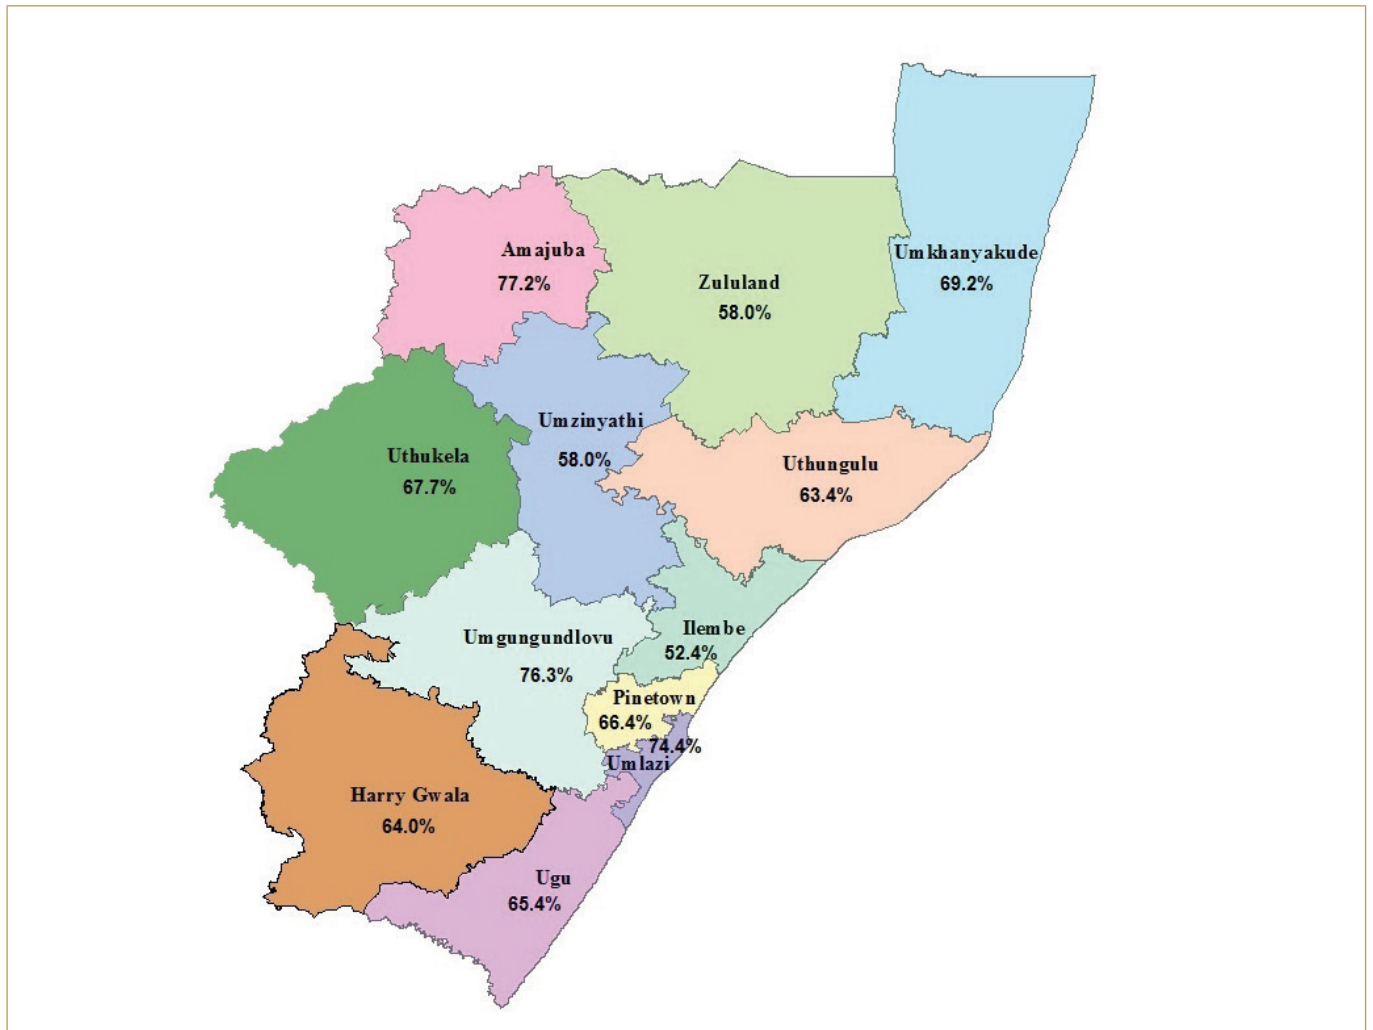 Amajuba
77.2%
Zululand
58.0%
Umkhanyakude
69.2%
Umzinyathi
58.0%
Uthukela
67.7%
Uthungulu
63.4%
Umgungundlovu
76.3%
Ilembe
52.4%
Pinetown
66.4%
74.4%
Umlazi
Harry Gwala
64.0%
Ugu
65.4%